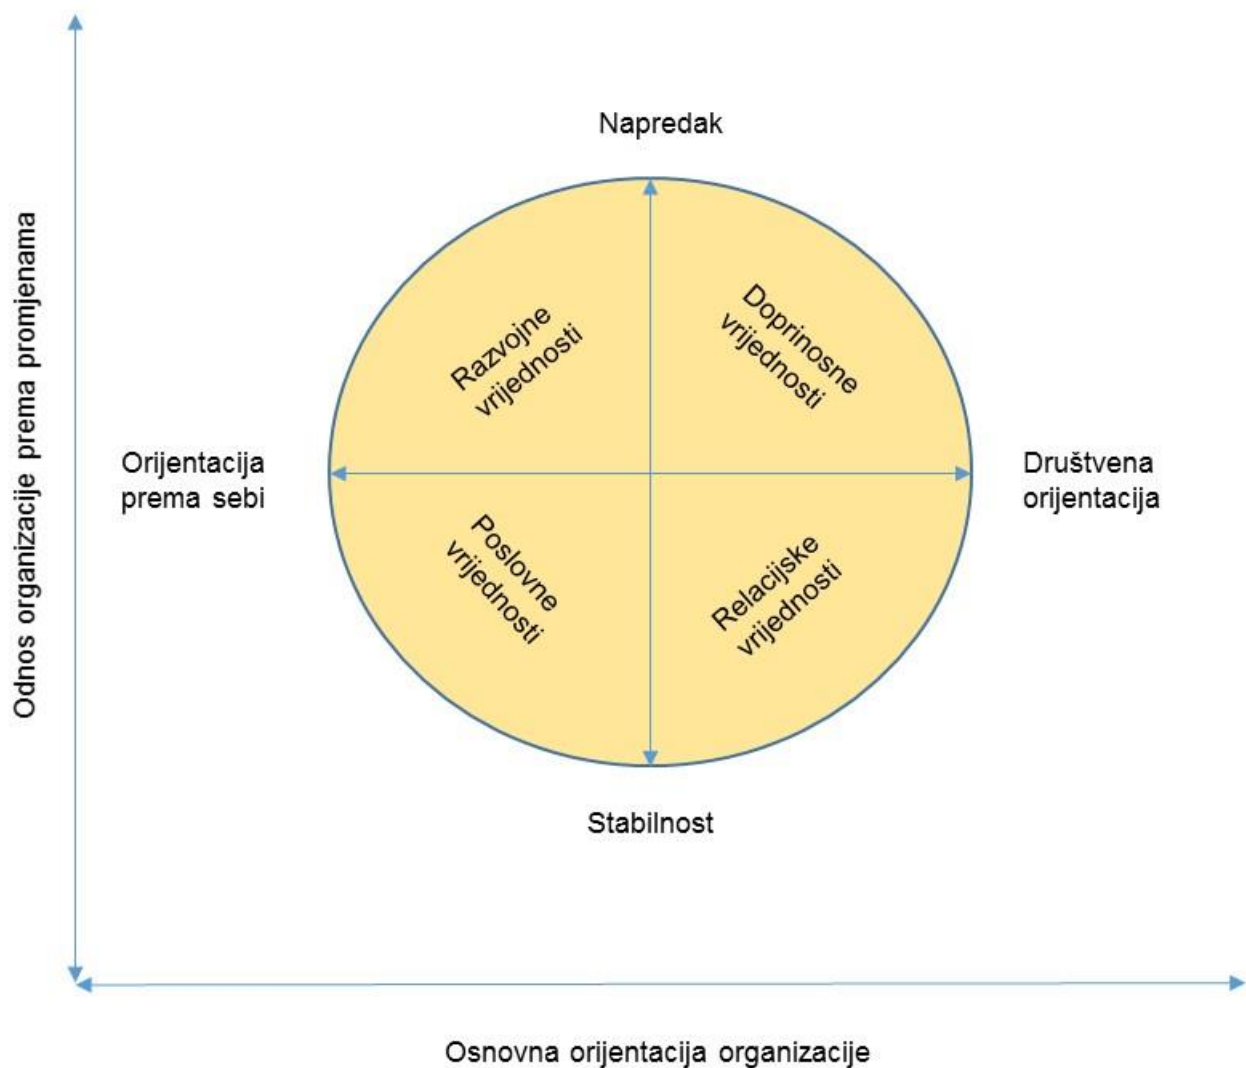 Napredak
Odnos organizacije prema promjenama
Razvojne
vrijednosti
Doprinosne
vrijednosti
Orijentacija
prema sebi
Društvena
orijentacija
Poslovne
vrijednosti
Relacijske
vrijednosti
Stabilnost
Osnovna orijentacija organizacije